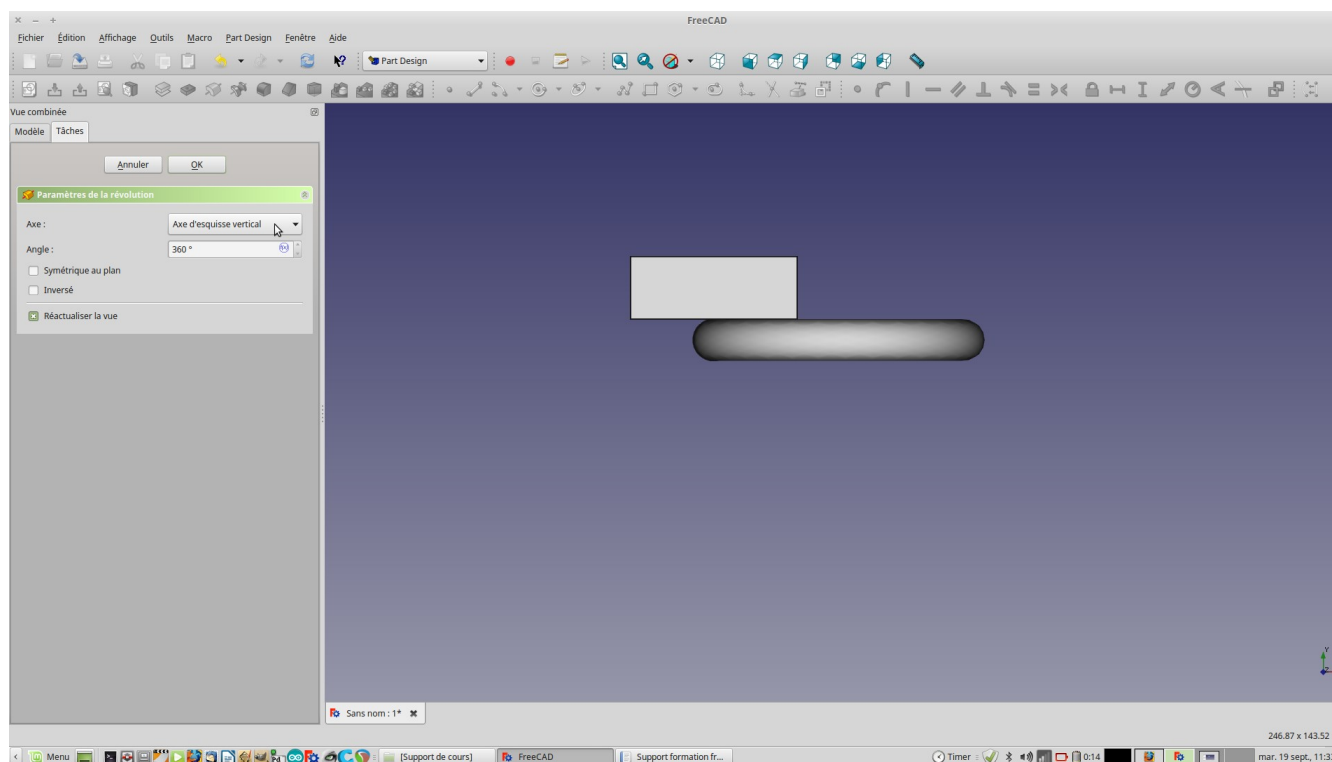 FreeCAD
Fichier Édition Affichage Outils Macro Part Design Fenêtre Aide
Part Design
Vue combinée
Modèle Tâches
Annuler OK
Paramètres de la révolution
Axe : Axe d'esquisse vertical
Angle : 360 °
Symétrique au plan
Inversé
Réactualiser la vue
Y
Sans nom : 1*
246.87 x 143.52
Menu [Support de cours] FreeCAD Support formation fr... Timer : 0:14 mar. 19 sept., 11:3